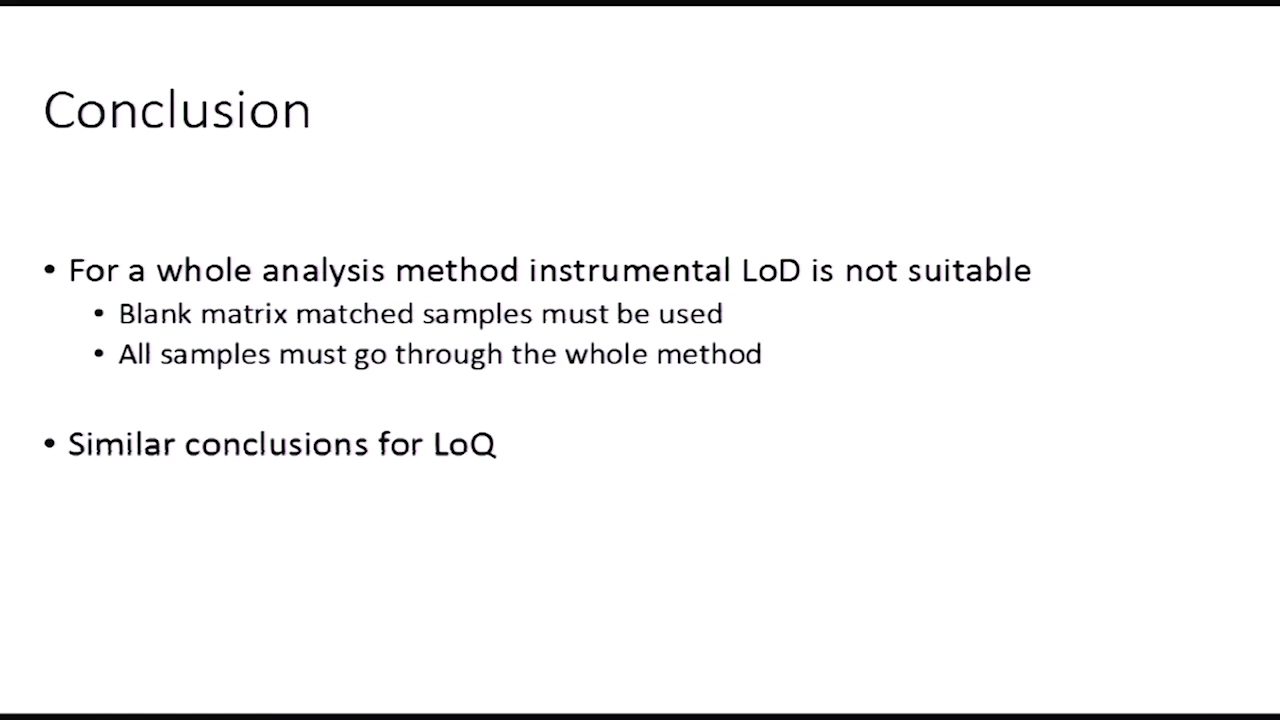 Conclusion
• For a whole analysis method instrumental LoD is not suitable
• Blank matrix matched samples must be used
• All samples must go through the whole method
• Similar conclusions for LoQ